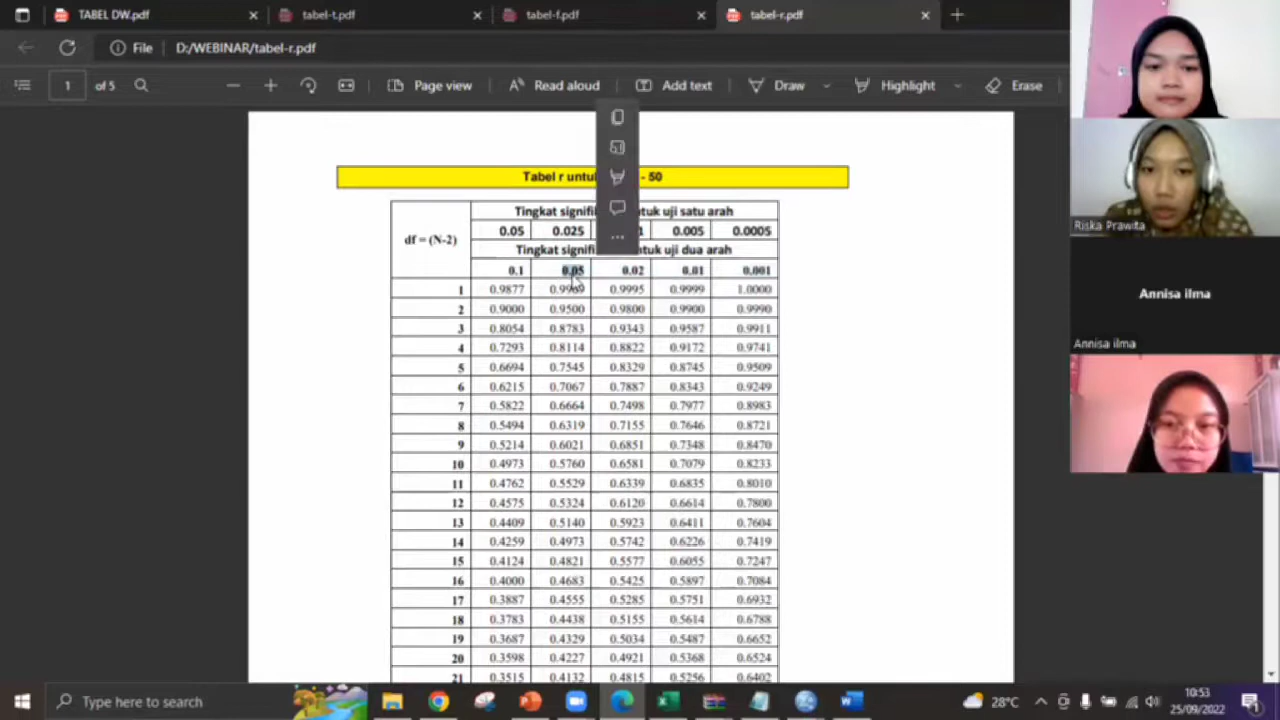 TABEL DW.pdf
tabel-t.pdf
tabel-f.pdf
tabel-r.pdf
File D:/WEBINAR/tabel-r.pdf
1 of 5 Page view Read aloud Add text Draw Highlight Erase
Tabel r - 50
Tingkat uji satu arah
df = (N-2)
0.05 0.025 0.005 0.0005
Tingkat uji dua arah
0.1 0.05 0.02 0.01 0.001
1 0.9877 0.9969 0.9995 0.9999 1.0000
2 0.9000 0.9500 0.9800 0.9900 0.9990
3 0.8054 0.8783 0.9343 0.9587 0.9911
4 0.7293 0.8114 0.8822 0.9172 0.9741
5 0.6694 0.7545 0.8329 0.8745 0.9509
6 0.6215 0.7067 0.7887 0.8343 0.9249
7 0.5822 0.6664 0.7498 0.7977 0.8983
8 0.5494 0.6319 0.7155 0.7646 0.8721
9 0.5214 0.6021 0.6851 0.7348 0.8470
10 0.4973 0.5760 0.6581 0.7079 0.8233
11 0.4762 0.5529 0.6339 0.6835 0.8010
12 0.4575 0.5324 0.6120 0.6614 0.7800
13 0.4409 0.5140 0.5923 0.6411 0.7604
14 0.4259 0.4973 0.5742 0.6226 0.7419
15 0.4124 0.4821 0.5577 0.6055 0.7247
16 0.4000 0.4683 0.5425 0.5897 0.7084
17 0.3887 0.4555 0.5285 0.5751 0.6932
18 0.3783 0.4438 0.5155 0.5614 0.6788
19 0.3687 0.4329 0.5034 0.5487 0.6652
20 0.3598 0.4227 0.4921 0.5368 0.6524
21 0.3515 0.4132 0.4815 0.5256 0.6402
Riska Prawita
Annisa ilma
Annisa ilma
Type here to search
28°C
10:53
25/09/2022